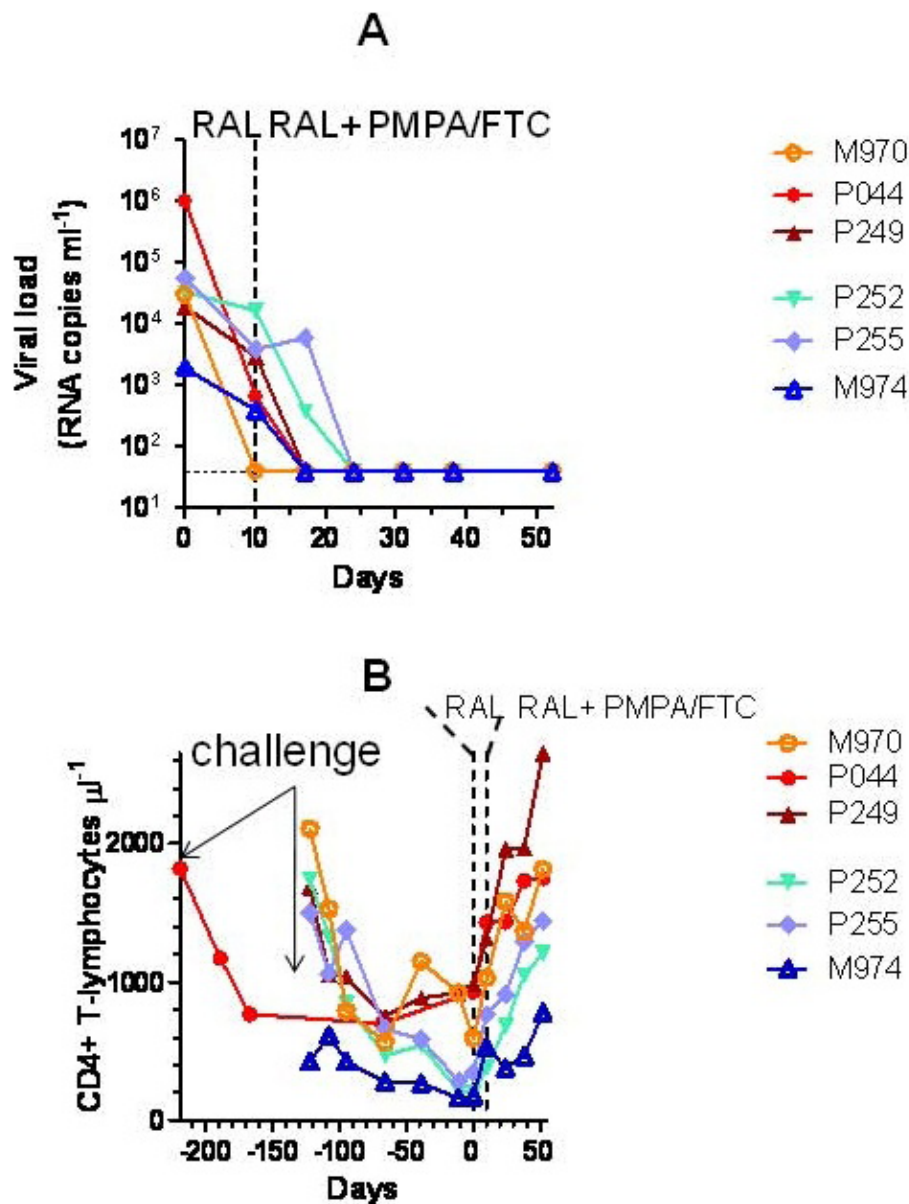 A
RAL RAL+ PMPA/FTC
10⁷
10⁶
10⁵
10⁴
10³
10²
10¹
Viral load
(RNA copies ml⁻¹)
0 10 20 30 40 50
Days
M970
P044
P249
P252
P255
M974
B
RAL RAL+ PMPA/FTC
challenge
CD4+ T-lymphocytes µl⁻¹
2000
1000
0
-200 -150 -100 -50 0 50
Days
M970
P044
P249
P252
P255
M974